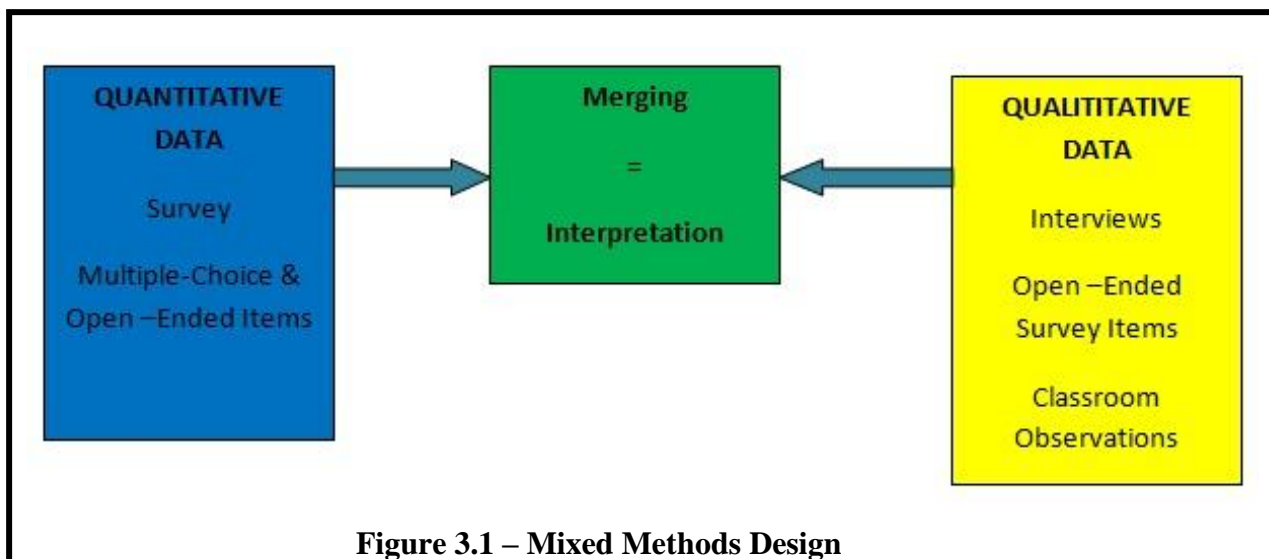 QUANTITATIVE
DATA
Survey
Multiple-Choice &
Open –Ended Items
Merging
=
Interpretation
QUALITITATIVE
DATA
Interviews
Open –Ended
Survey Items
Classroom
Observations
Figure 3.1 – Mixed Methods Design